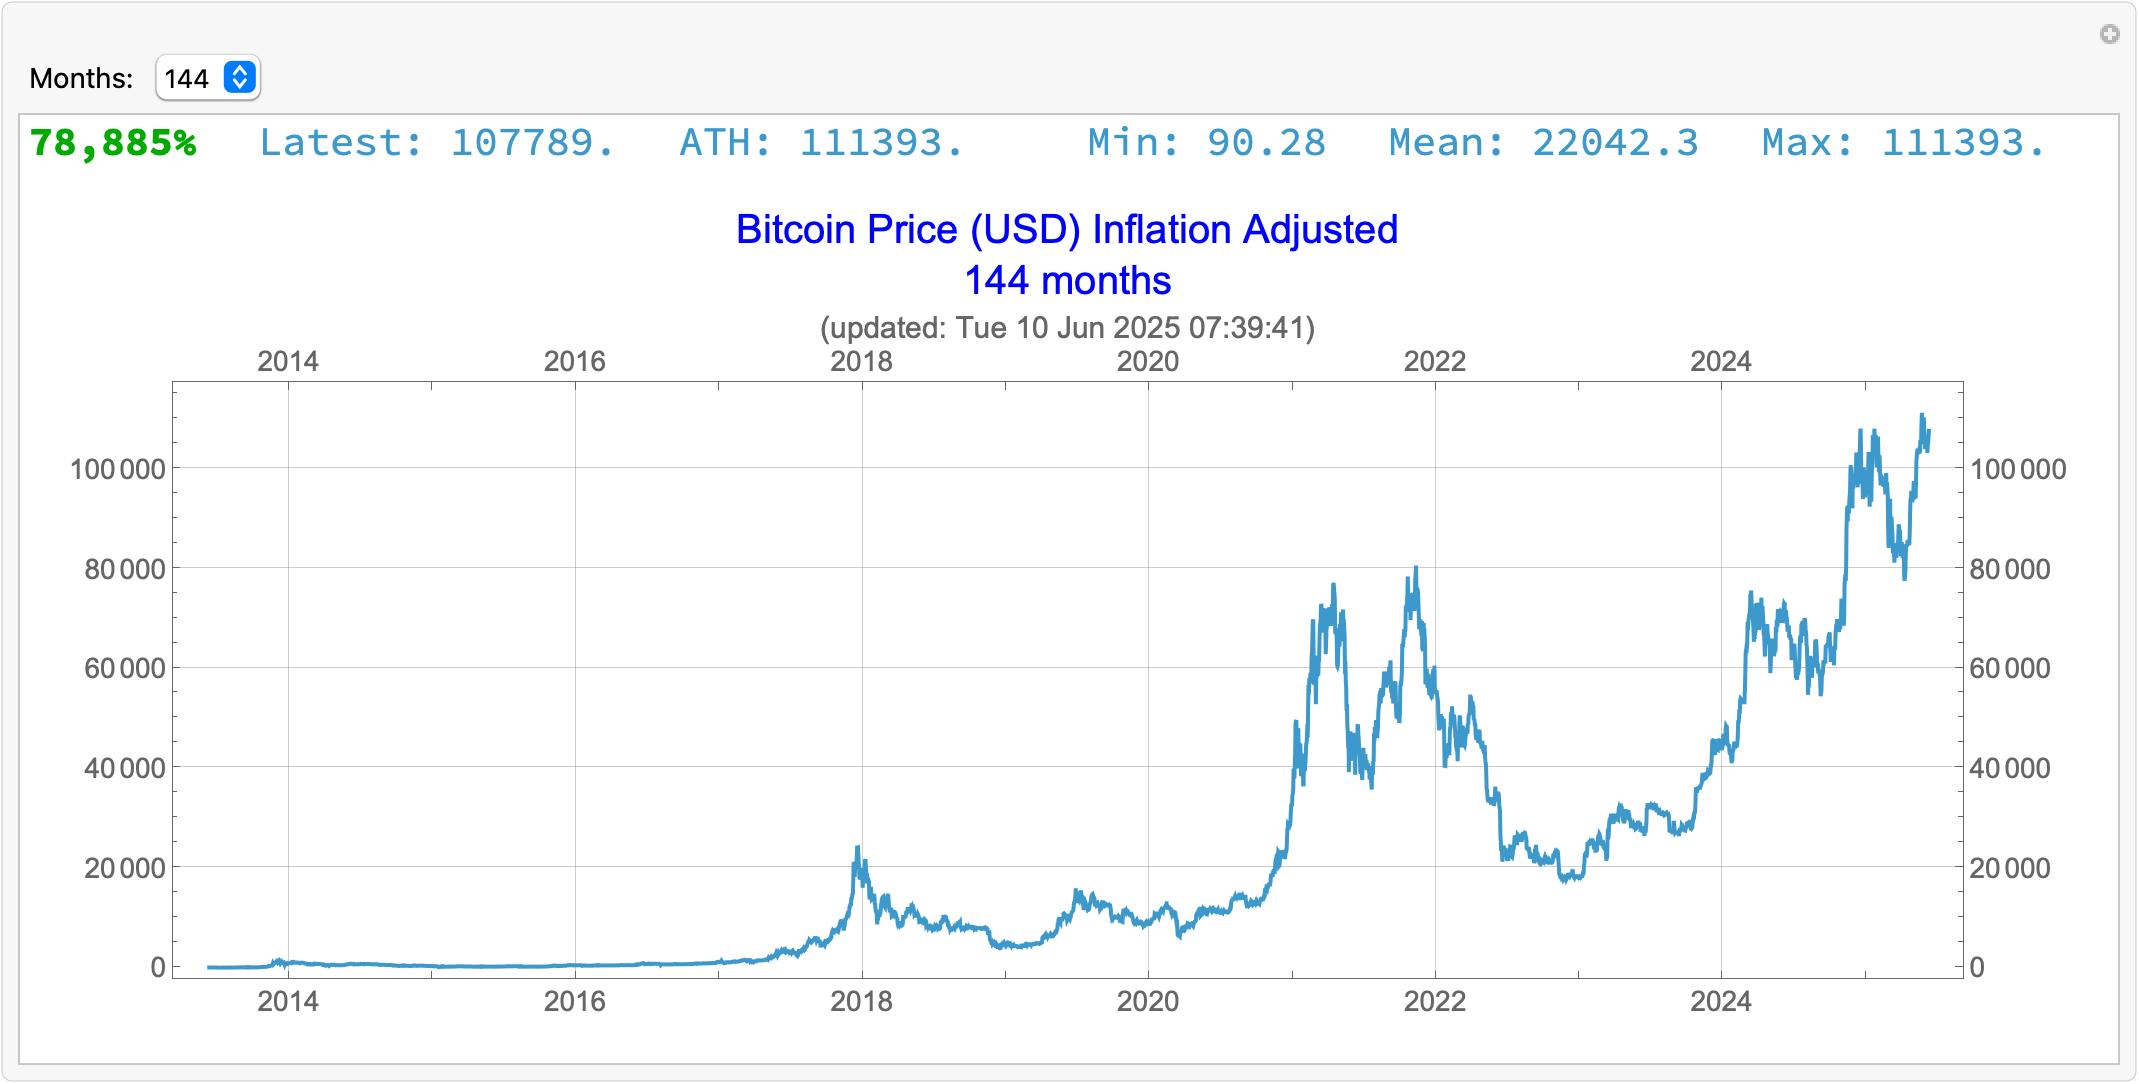 Months: 144
78,885% Latest: 107789. ATH: 111393. Min: 90.28 Mean: 22042.3 Max: 111393.
Bitcoin Price (USD) Inflation Adjusted
144 months
(updated: Tue 10 Jun 2025 07:39:41)
2014 2016 2018 2020 2022 2024
100 000 100 000
80 000 80 000
60 000 60 000
40 000 40 000
20 000 20 000
0 0
2014 2016 2018 2020 2022 2024